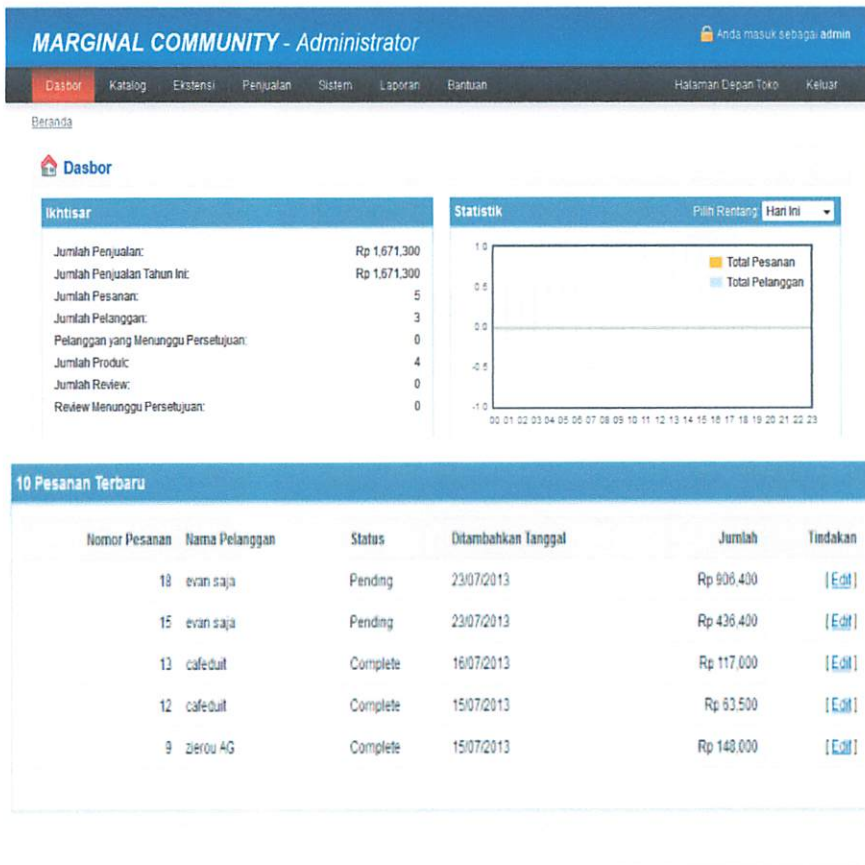 MARGINAL COMMUNITY - Administrator
Anda masuk sebagai admin
Dasbor Katalog Ekstensi Penjualan Sistem Laporan Bantuan Halaman Depan Toko Keluar
Beranda
Dasbor
Ikhtisar
Jumlah Penjualan: Rp 1,671,300
Jumlah Penjualan Tahun Ini: Rp 1,671,300
Jumlah Pesanan: 5
Jumlah Pelanggan: 3
Pelanggan yang Menunggu Persetujuan: 0
Jumlah Produk: 4
Jumlah Review: 0
Review Menunggu Persetujuan: 0
Statistik Pilih Rentang: Hari Ini
Total Pesanan
Total Pelanggan
1.0
0.5
0.0
-0.5
-1.0
00 01 02 03 04 05 06 07 08 09 10 11 12 13 14 15 16 17 18 19 20 21 22 23
10 Pesanan Terbaru
Nomor Pesanan Nama Pelanggan Status Ditambahkan Tanggal Jumlah Tindakan
18 evan saja Pending 23/07/2013 Rp 906,400 [ Edit ]
15 evan saja Pending 23/07/2013 Rp 436,400 [ Edit ]
13 cafeduit Complete 16/07/2013 Rp 117,000 [ Edit ]
12 cafeduit Complete 15/07/2013 Rp 63,500 [ Edit ]
9 zierou AG Complete 15/07/2013 Rp 148,000 [ Edit ]